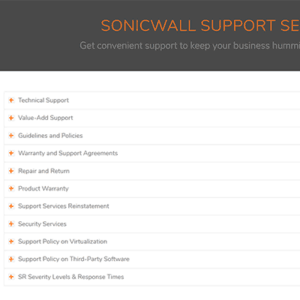 SONICWALL SUPPORT SE
Get convenient support to keep your business hummi
Technical Support
Value-Add Support
Guidelines and Policies
Warranty and Support Agreements
Repair and Return
Product Warranty
Support Services Reinstatement
Security Services
Support Policy on Virtualization
Support Policy on Third-Party Software
SR Severity Levels & Response Times